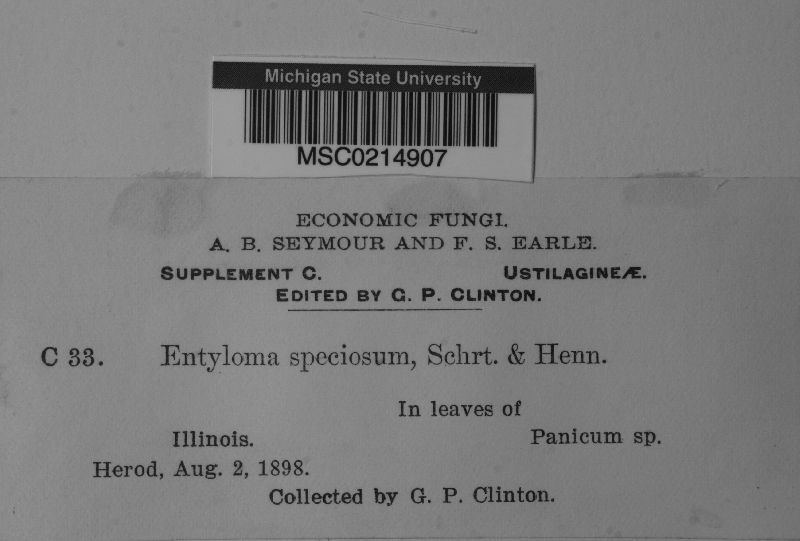 Michigan State University
MSC0214907
ECONOMIC FUNGI.
A. B. SEYMOUR AND F. S. EARLE.
SUPPLEMENT C. USTILAGINEÆ.
EDITED BY G. P. CLINTON.
C 33. Entyloma speciosum, Schrt. & Henn.
In leaves of
Illinois. Panicum sp.
Herod, Aug. 2, 1898.
Collected by G. P. Clinton.